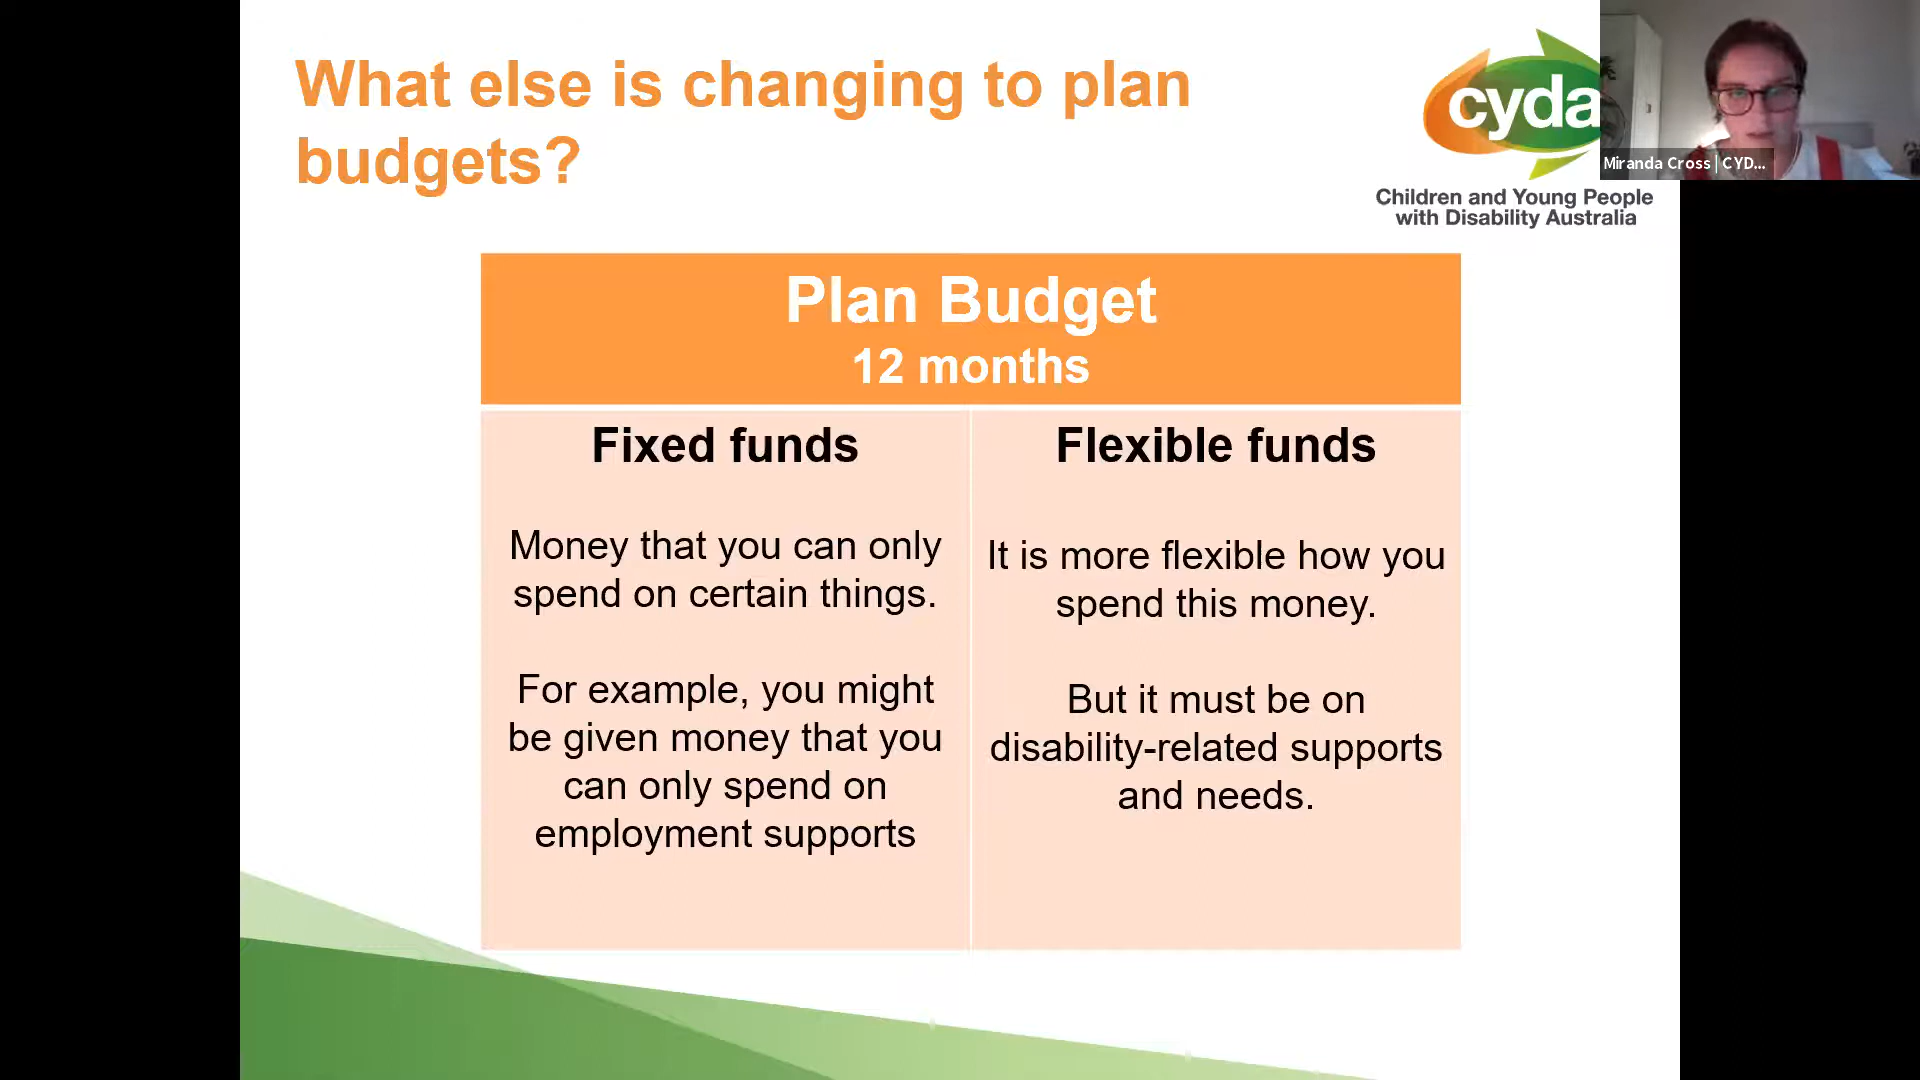 What else is changing to plan
budgets?
cyda
Children and Young People
with Disability Australia
Miranda Cross | CYD...
Plan Budget
12 months
Fixed funds
Money that you can only
spend on certain things.
For example, you might
be given money that you
can only spend on
employment supports
Flexible funds
It is more flexible how you
spend this money.
But it must be on
disability-related supports
and needs.